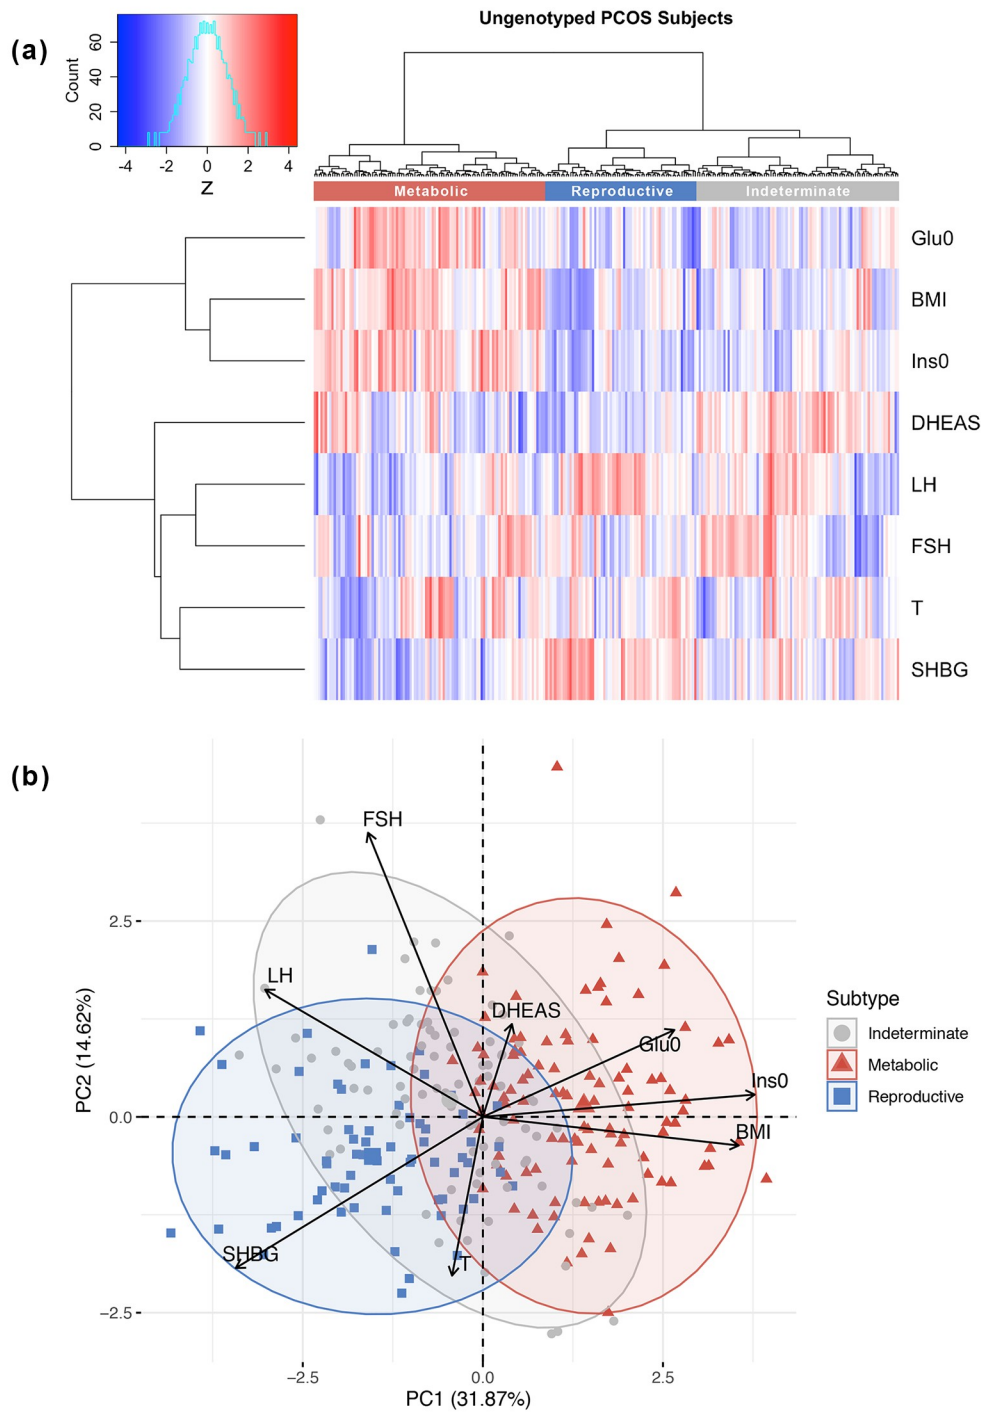 Ungenotyped PCOS Subjects
(a)
Count
0
20
40
60
-4 -2 0 2 4
Z
Metabolic Reproductive Indeterminate
Glu0
BMI
Ins0
DHEAS
LH
FSH
T
SHBG
(b)
FSH
LH
DHEAS
Glu0
Ins0
BMI
SHBG
T
PC2 (14.62%)
2.5
0.0
−2.5
−2.5 0.0 2.5
PC1 (31.87%)
Subtype
Indeterminate
Metabolic
Reproductive